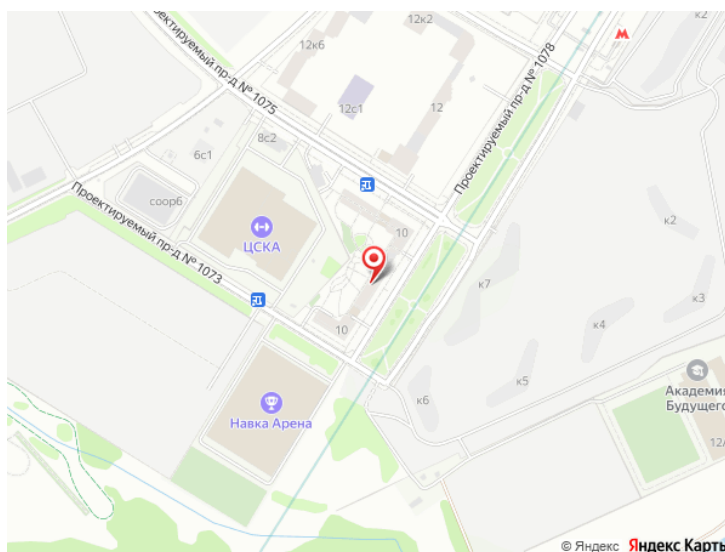 к2
12к2
12к6
Проектируемый пр-д № 1075
12с1
12
Проектируемый пр-д № 1078
8с2
6с1
соор6
Проектируемый пр-д № 1073
ЦСКА
10
к2
к7
к3
к4
10
к5
к6
Навка Арена
Академия
Будущего
12А
© Яндекс Яндекс Карты